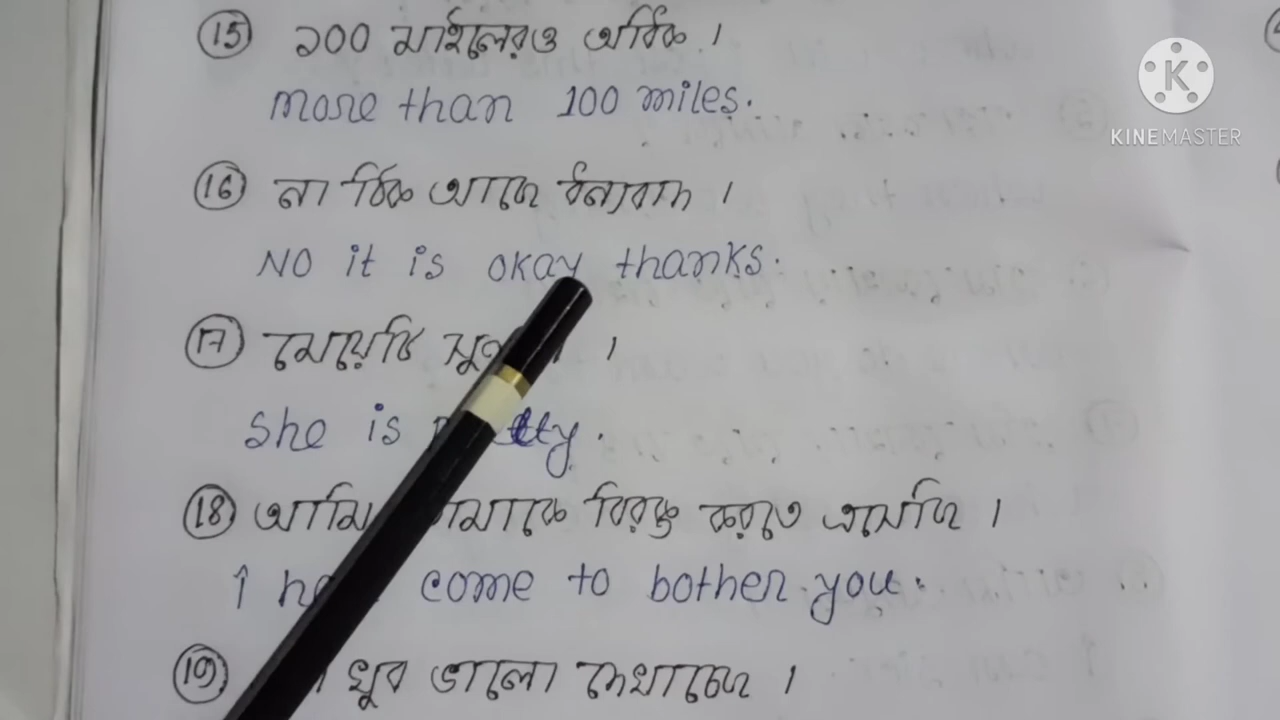 15 ১00 মাইলেরও অধিক ।
more than 100 miles.
16 না ঠিক আছে ধন্যবাদ ।
NO it is okay thanks.
17 মেয়েটি ।
she is
18 বিরক্ত করতে এসেছি ।
I come to bother you.
19 খুব ভালো দেখাচ্ছে ।
K
KINEMASTER